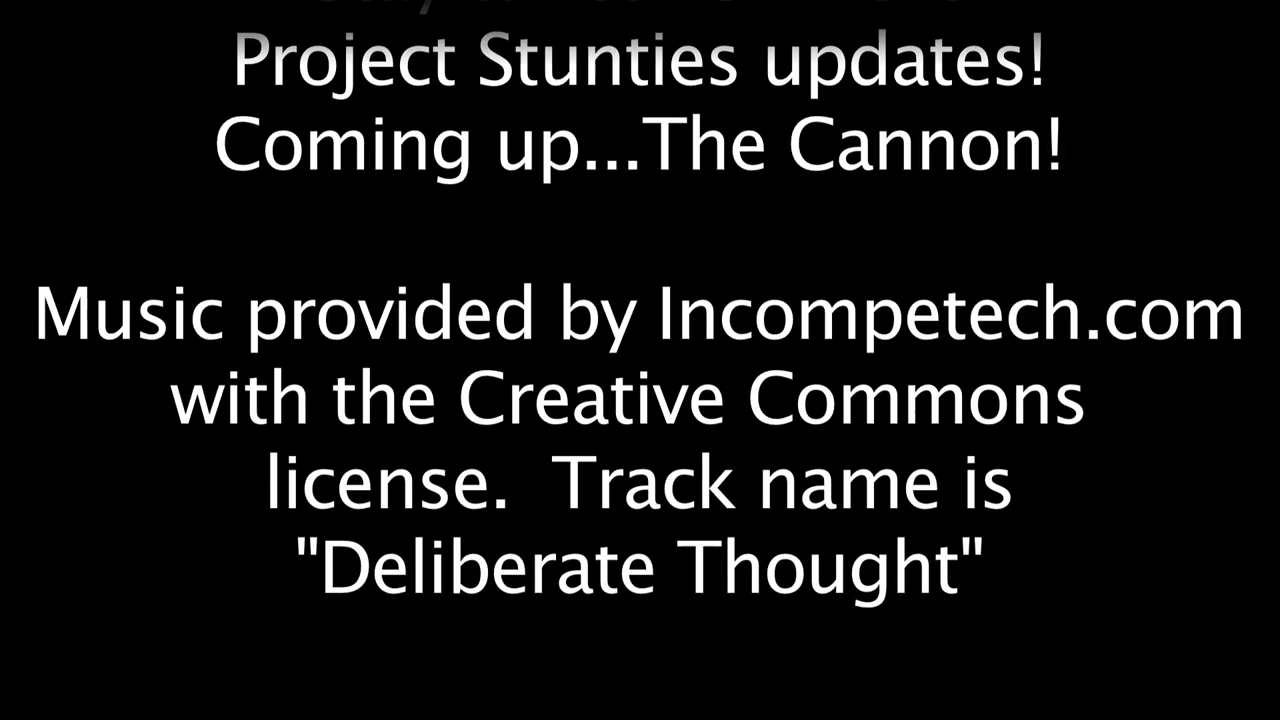 Project Stunties updates!
Coming up...The Cannon!
Music provided by Incompetech.com
with the Creative Commons
license.  Track name is
"Deliberate Thought"